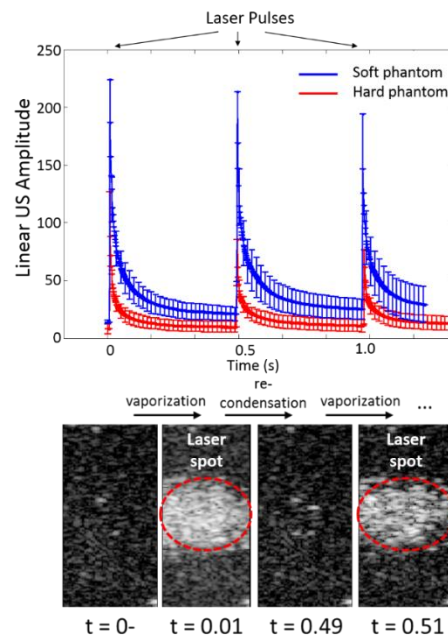 Laser Pulses
250
200
150
100
50
0
Linear US Amplitude
Soft phantom
Hard phantom
0 0.5 1.0
Time (s)
vaporization re-condensation vaporization ...
Laser spot Laser spot
t = 0- t = 0.01 t = 0.49 t = 0.51